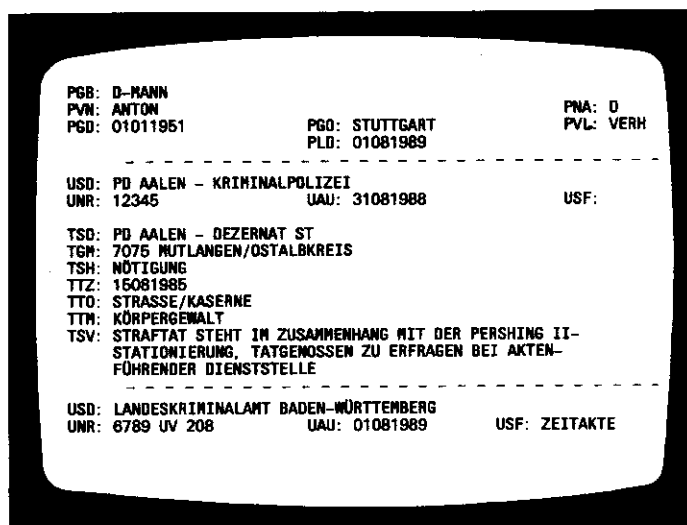 PGB: D-MANN
PVN: ANTON PNA: D
PGD: 01011951 PGO: STUTTGART PVL: VERH
PLD: 01081989
USD: PD AALEN - KRIMINALPOLIZEI
UNR: 12345 UAU: 31081988 USF:
TSD: PD AALEN - DEZERNAT ST
TGM: 7075 MUTLANGEN/OSTALBKREIS
TSH: NÖTIGUNG
TTZ: 15081985
TTO: STRASSE/KASERNE
TTM: KÖRPERGEWALT
TSV: STRAFTAT STEHT IM ZUSAMMENHANG MIT DER PERSHING II-
STATIONIERUNG, TATGENOSSEN ZU ERFRAGEN BEI AKTEN-
FÜHRENDER DIENSTSTELLE
USD: LANDESKRIMINALAMT BADEN-WÜRTTEMBERG
UNR: 6789 UV 208 UAU: 01081989 USF: ZEITAKTE